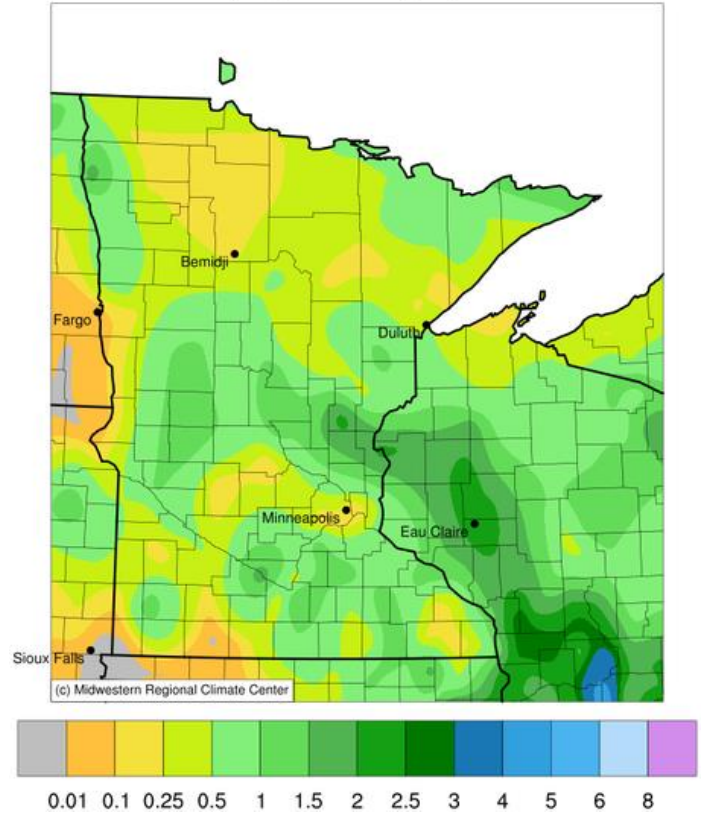 Bemidji
Fargo
Duluth
Minneapolis
Eau Claire
Sioux Falls
(c) Midwestern Regional Climate Center
0.01 0.1 0.25 0.5 1 1.5 2 2.5 3 4 5 6 8